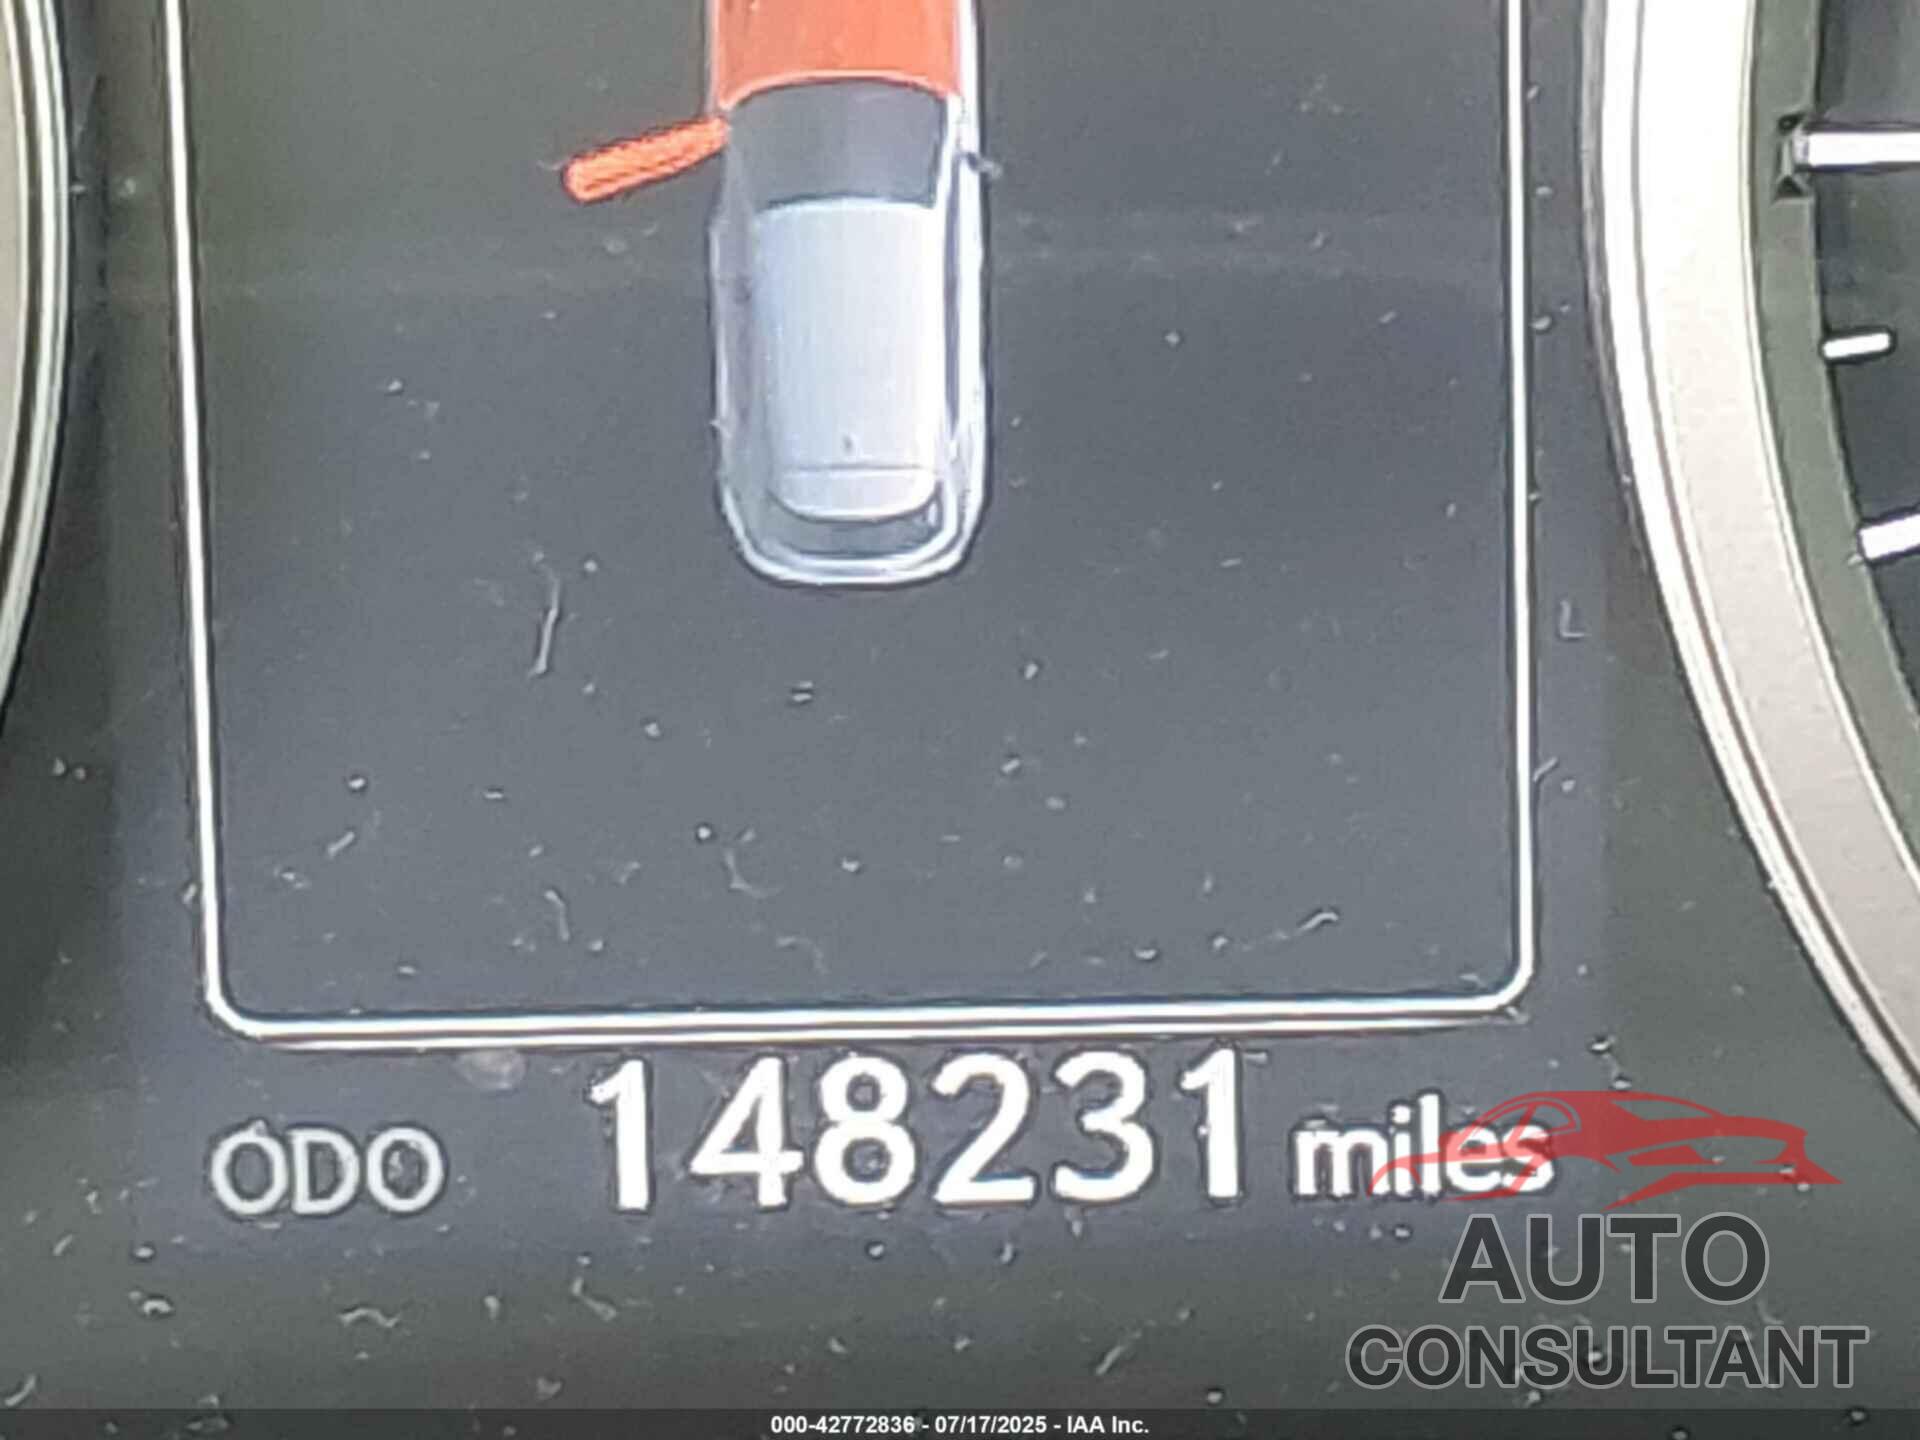 ODO 148231 miles
AUTO
CONSULTANT
000-42772836 - 07/17/2025 - IAA Inc.